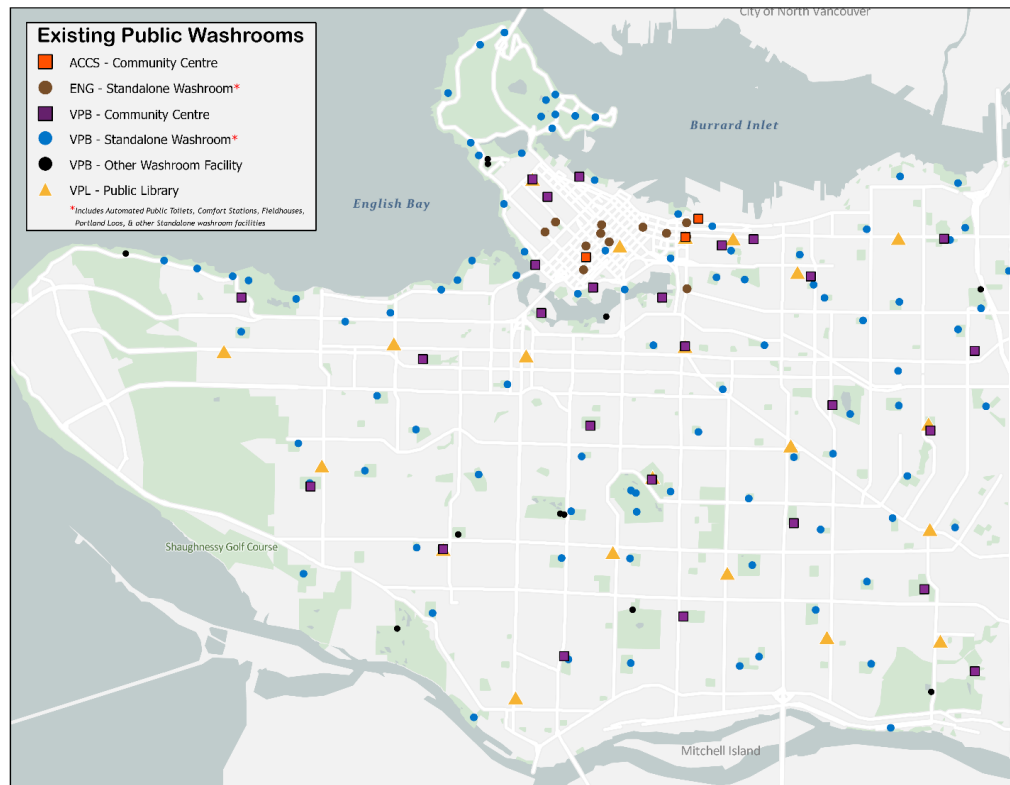 City of North Vancouver
Existing Public Washrooms
ACCS - Community Centre
ENG - Standalone Washroom*
VPB - Community Centre
VPB - Standalone Washroom*
VPB - Other Washroom Facility
VPL - Public Library
*Includes Automated Public Toilets, Comfort Stations, Fieldhouses,
Portland Loos, & other Standalone washroom facilities
Burrard Inlet
English Bay
Shaughnessy Golf Course
Mitchell Island